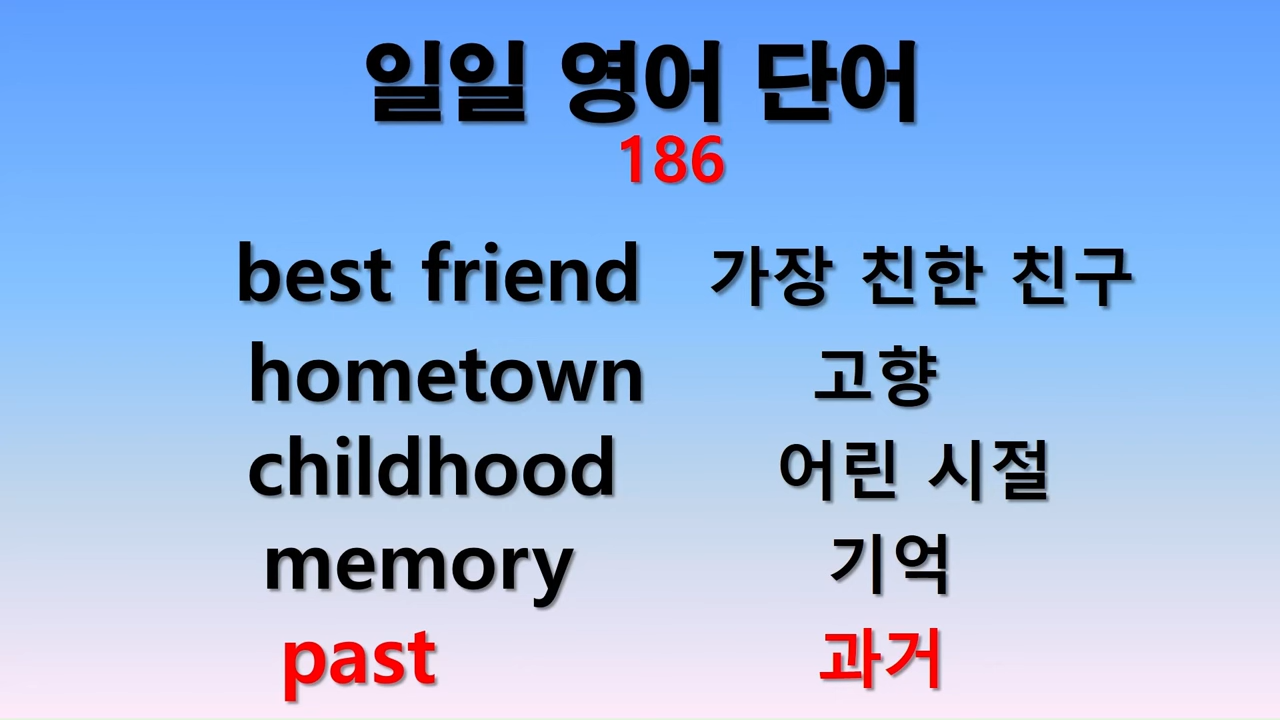 일일 영어 단어
186
best friend 가장 친한 친구
hometown 고향
childhood 어린 시절
memory 기억
past 과거